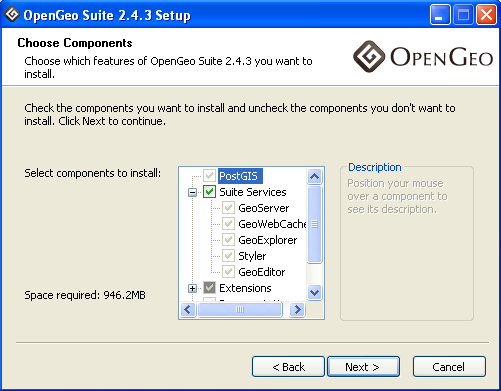 OpenGeo Suite 2.4.3 Setup
Choose Components
Choose which features of OpenGeo Suite 2.4.3 you want to
install.
OPENGEO
Check the components you want to install and uncheck the components you don't want to
install. Click Next to continue.
Select components to install:
PostGIS
Suite Services
GeoServer
GeoWebCache
GeoExplorer
Styler
GeoEditor
Extensions
Description
Position your mouse
over a component to
see its description.
Space required: 946.2MB
< Back
Next >
Cancel